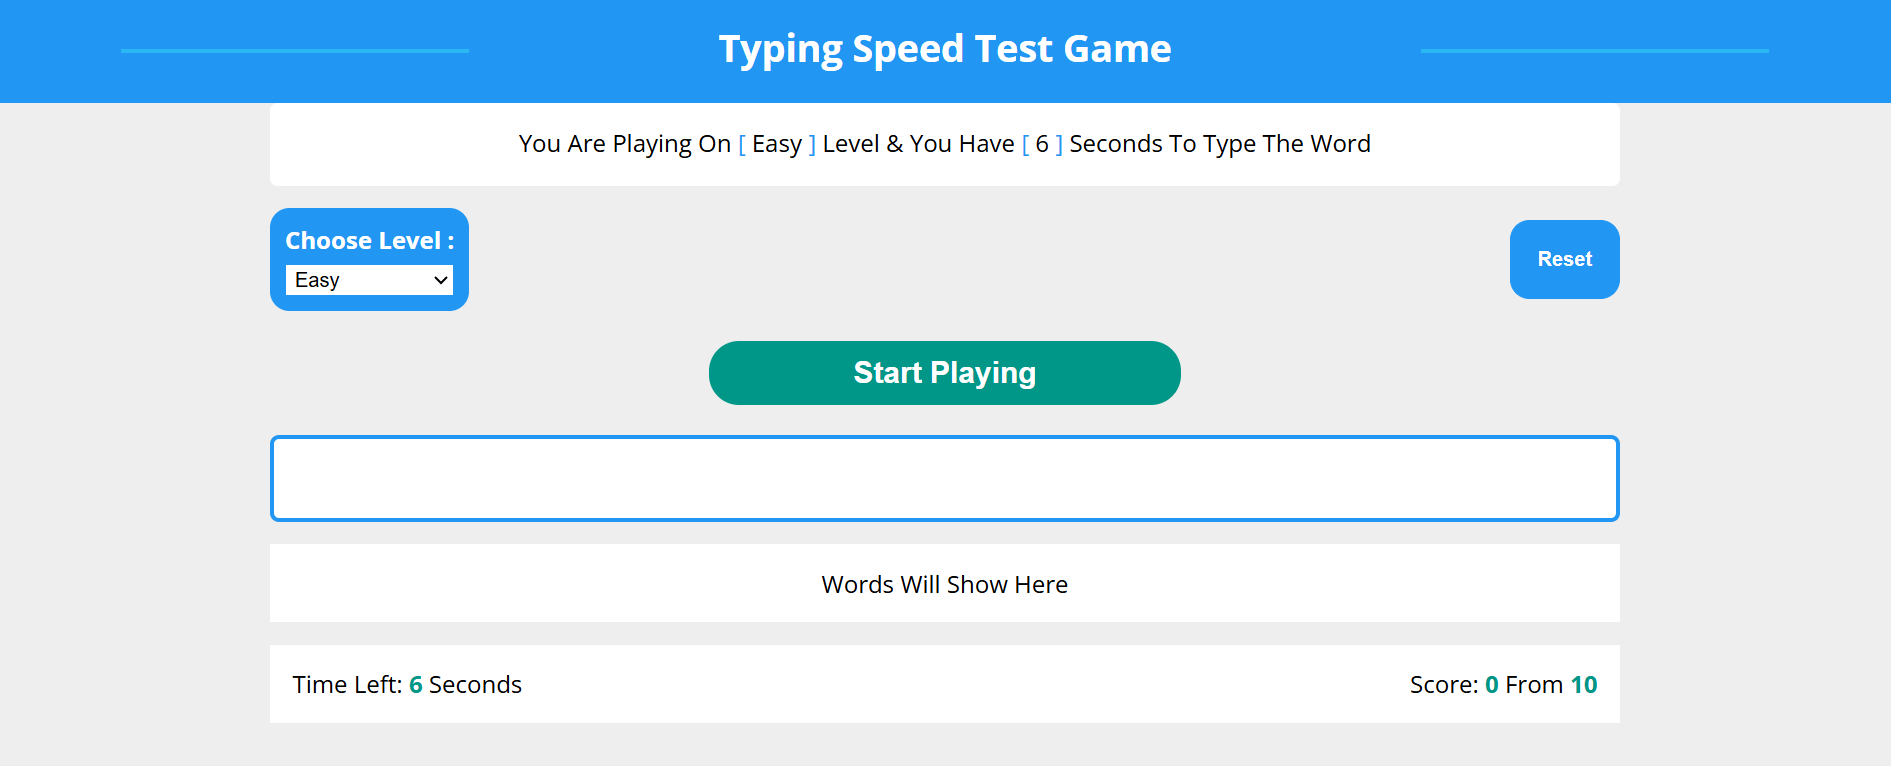 Typing Speed Test Game
You Are Playing On [ Easy ] Level & You Have [ 6 ] Seconds To Type The Word
Choose Level :
Easy
Reset
Start Playing
Words Will Show Here
Time Left: 6 Seconds
Score: 0 From 10